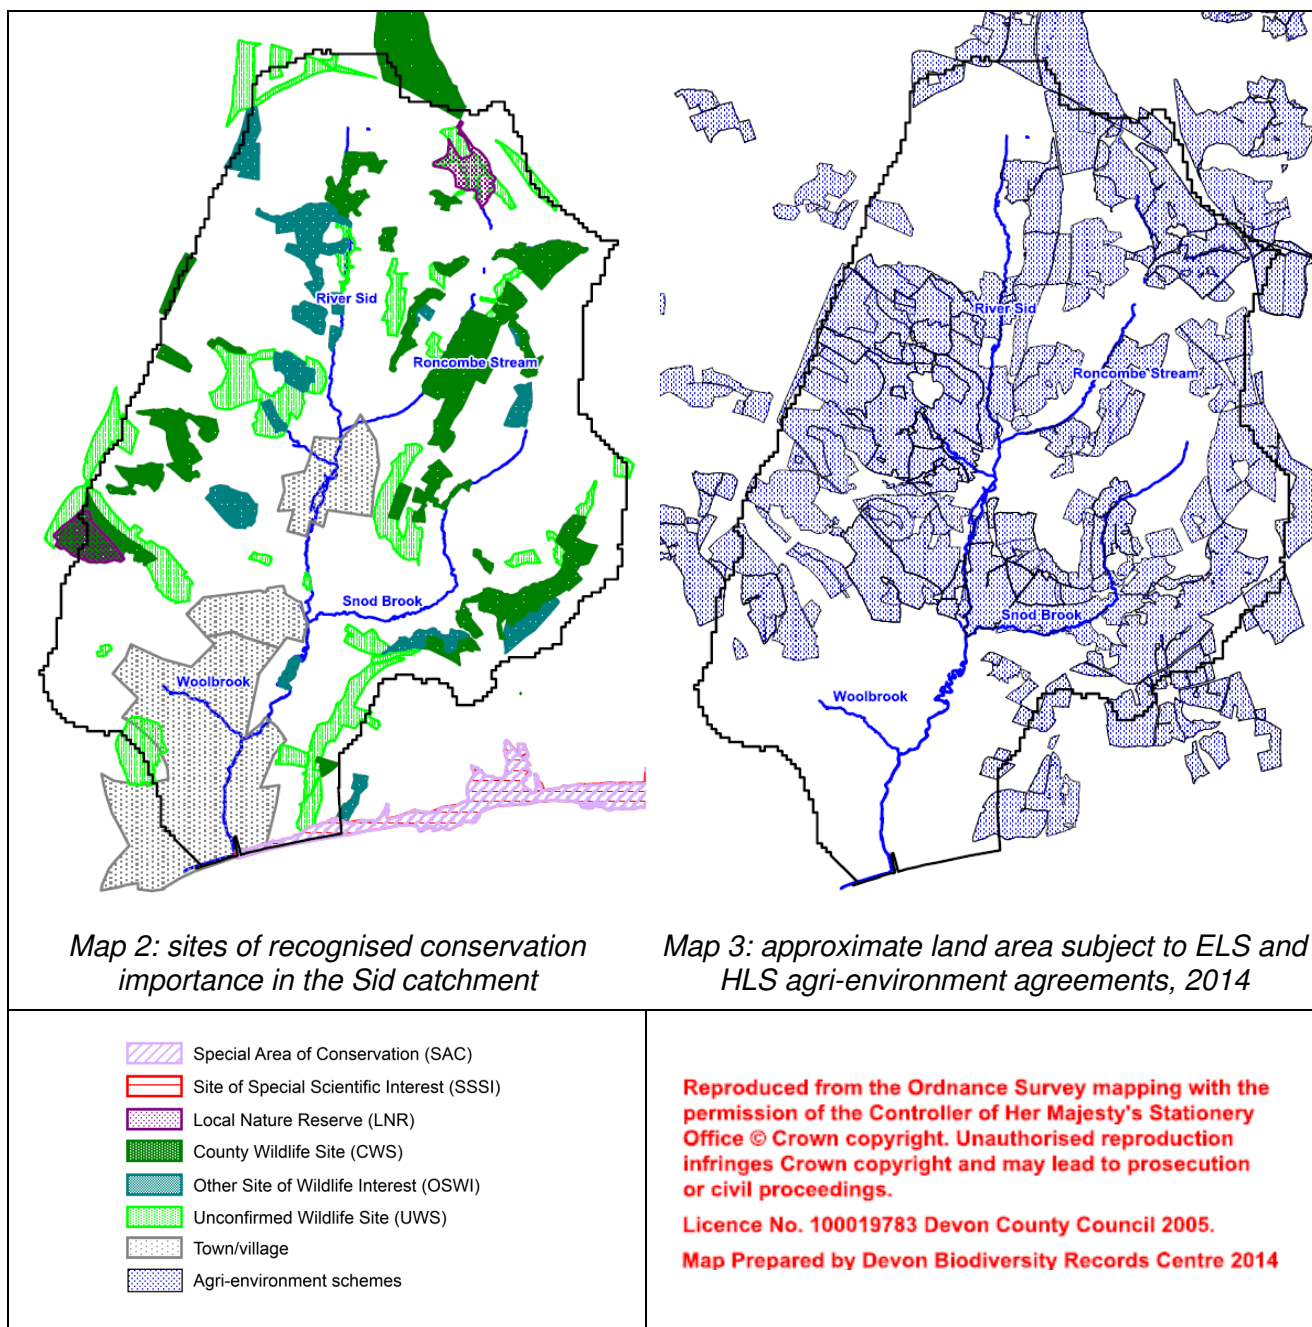 River Sid
Roncombe Stream
Snod Brook
Woolbrook
River Sid
Roncombe Stream
Snod Brook
Woolbrook
Map 2: sites of recognised conservation
importance in the Sid catchment
Map 3: approximate land area subject to ELS and
HLS agri-environment agreements, 2014
Special Area of Conservation (SAC)
Site of Special Scientific Interest (SSSI)
Local Nature Reserve (LNR)
County Wildlife Site (CWS)
Other Site of Wildlife Interest (OSWI)
Unconfirmed Wildlife Site (UWS)
Town/village
Agri-environment schemes
Reproduced from the Ordnance Survey mapping with the
permission of the Controller of Her Majesty's Stationery
Office © Crown copyright. Unauthorised reproduction
infringes Crown copyright and may lead to prosecution
or civil proceedings.
Licence No. 100019783 Devon County Council 2005.
Map Prepared by Devon Biodiversity Records Centre 2014